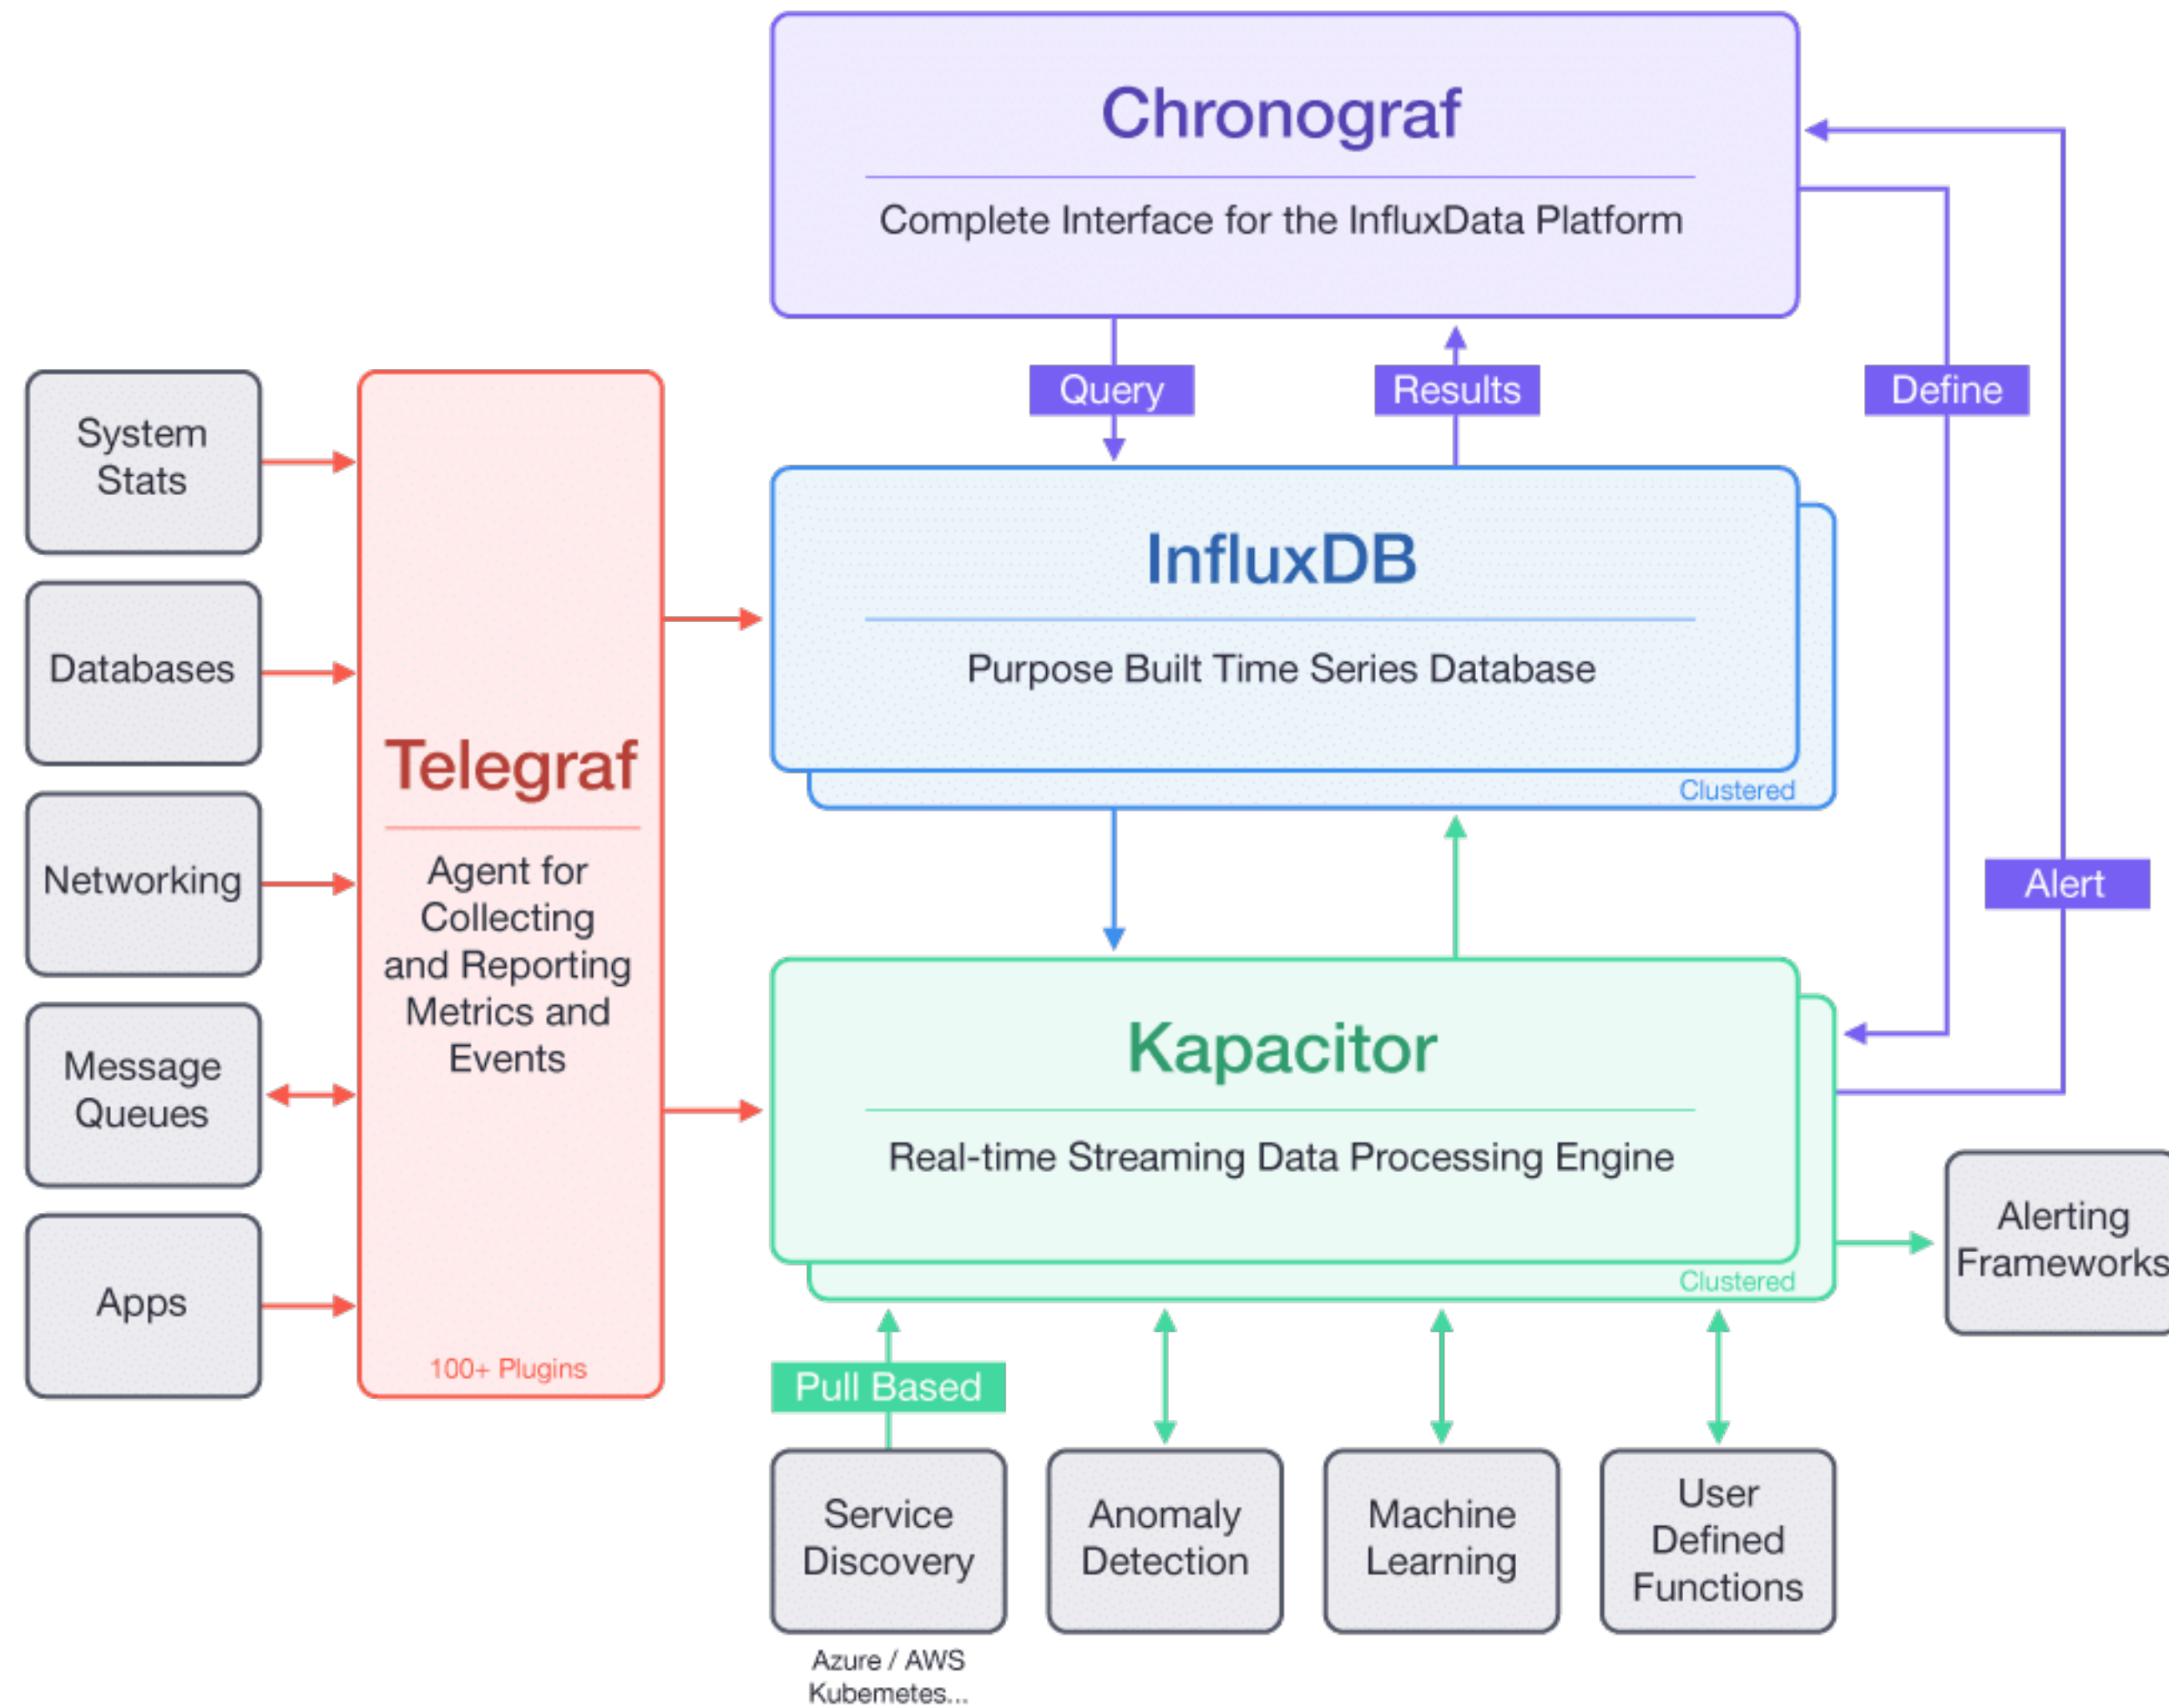 Chronograf
Complete Interface for the InfluxData Platform
Query
Results
Define
System
Stats
Databases
Networking
Message
Queues
Apps
Telegraf
Agent for
Collecting
and Reporting
Metrics and
Events
100+ Plugins
InfluxDB
Purpose Built Time Series Database
Clustered
Alert
Kapacitor
Real-time Streaming Data Processing Engine
Clustered
Alerting
Frameworks
Pull Based
Service
Discovery
Azure / AWS
Kubemetes...
Anomaly
Detection
Machine
Learning
User
Defined
Functions